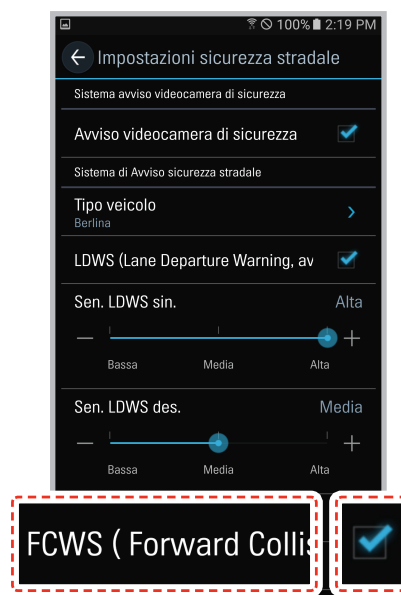 100% 2:19 PM
Impostazioni sicurezza stradale
Sistema avviso videocamera di sicurezza
Avviso videocamera di sicurezza
Sistema di Avviso sicurezza stradale
Tipo veicolo
Berlina
LDWS (Lane Departure Warning, av
Sen. LDWS sin. Alta
Bassa Media Alta
Sen. LDWS des. Media
Bassa Media Alta
FCWS ( Forward Collis